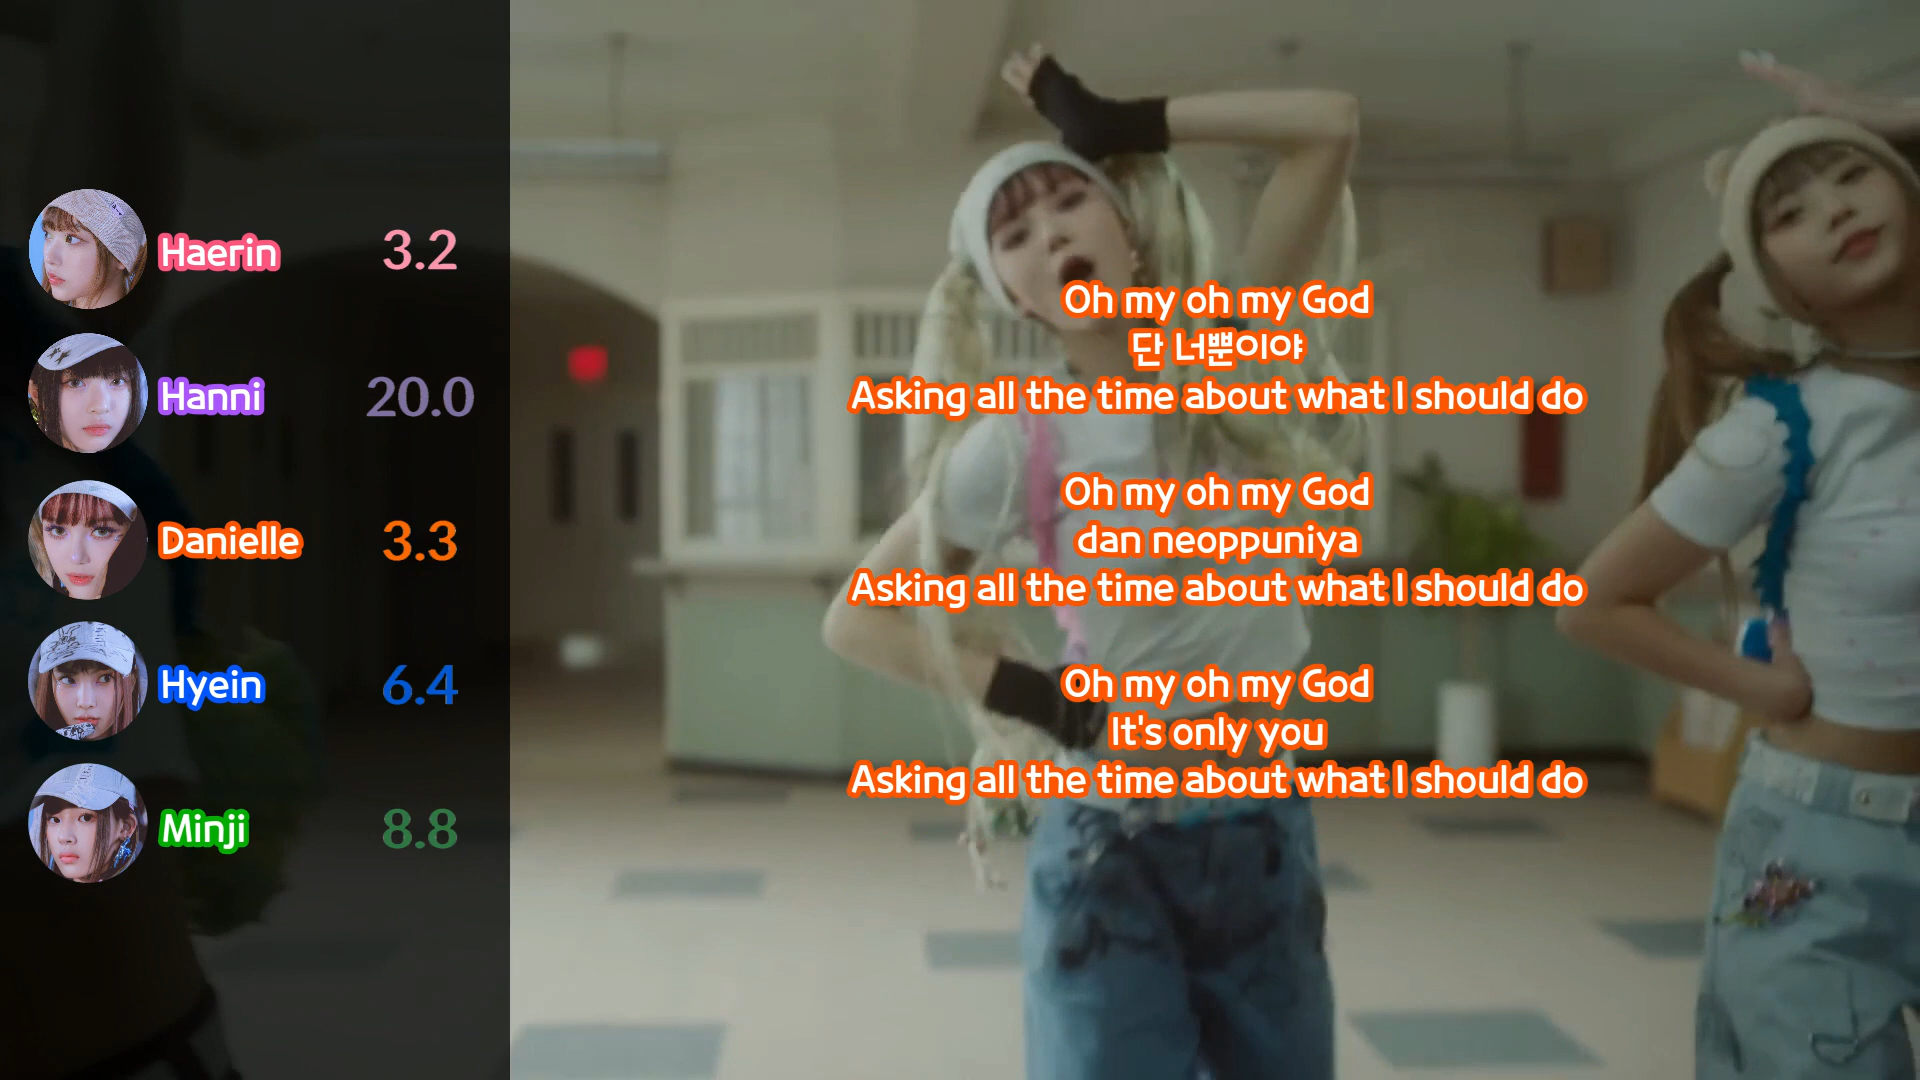 Haerin 3.2
Hanni 20.0
Danielle 3.3
Hyein 6.4
Minji 8.8
Oh my oh my God
단 너뿐이야
Asking all the time about what I should do
Oh my oh my God
dan neoppuniya
Asking all the time about what I should do
Oh my oh my God
It's only you
Asking all the time about what I should do